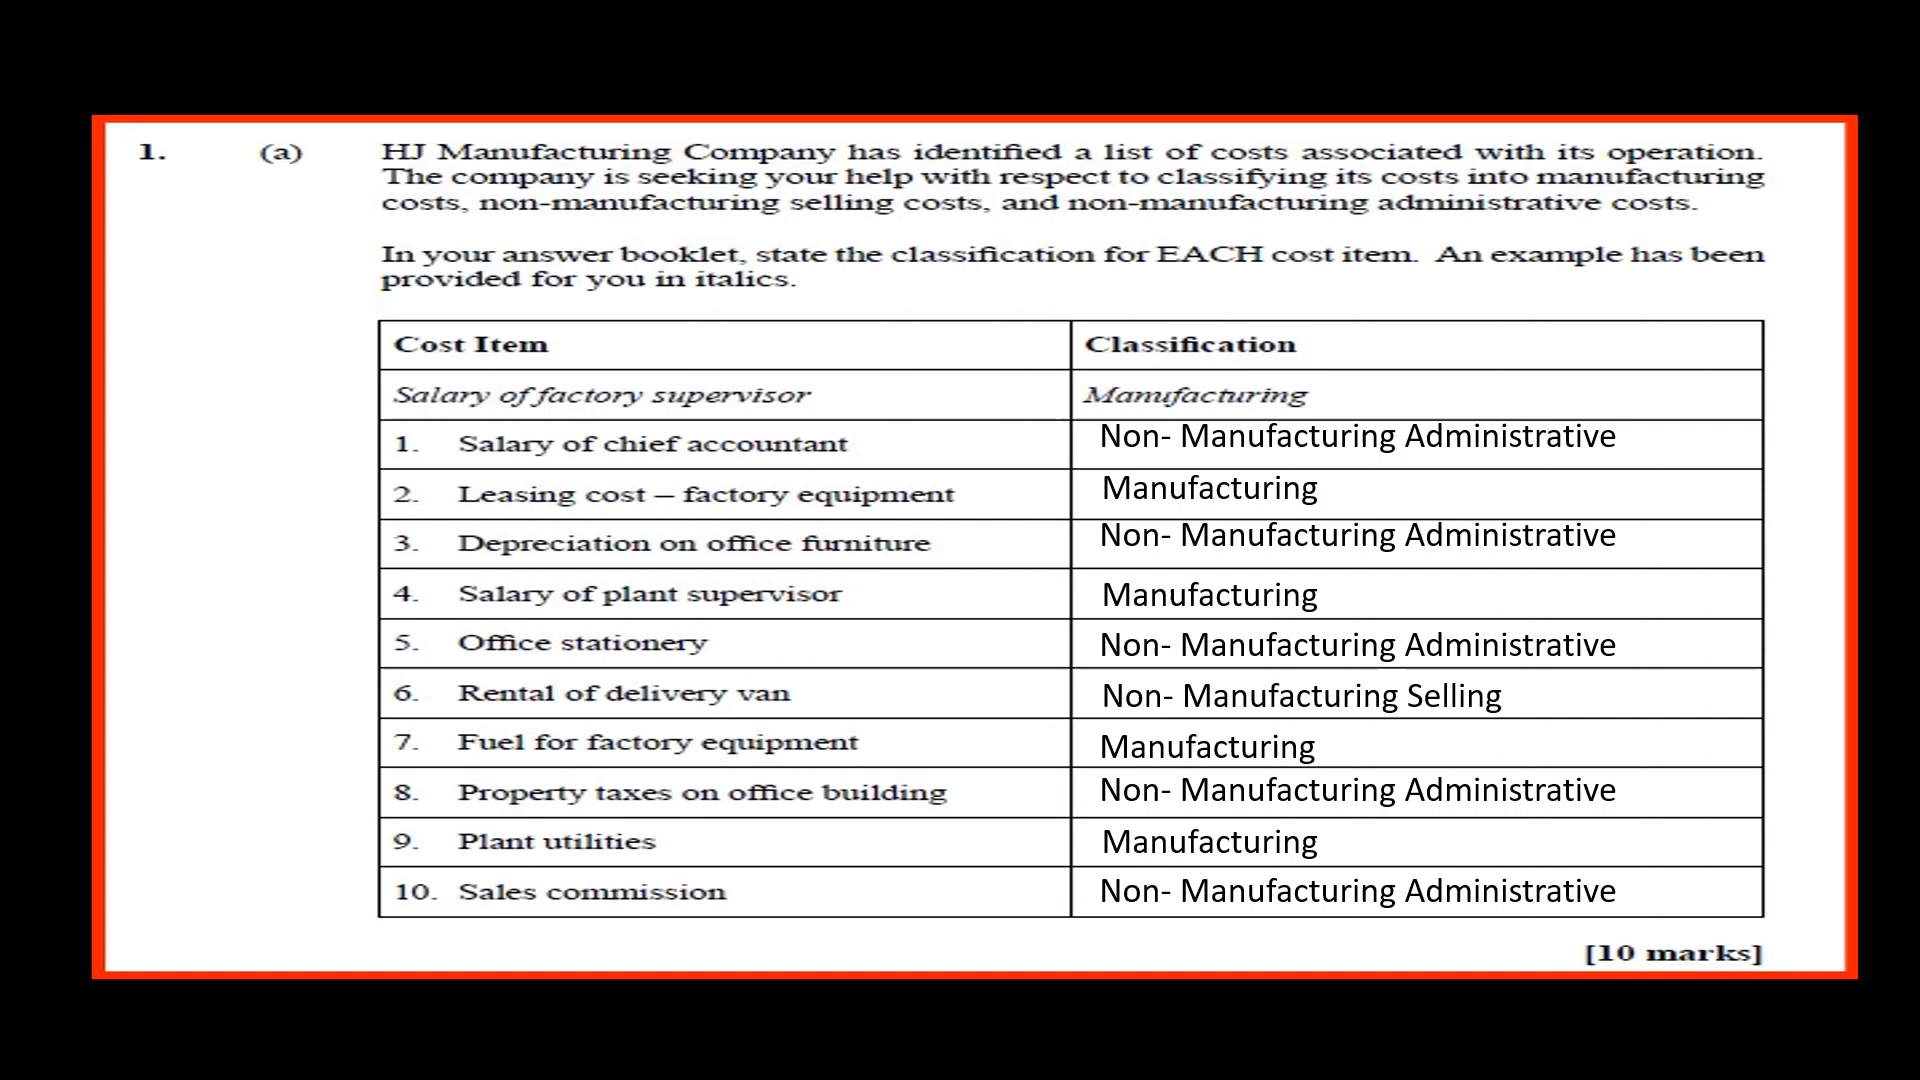 1. (a) HJ Manufacturing Company has identified a list of costs associated with its operation.
The company is seeking your help with respect to classifying its costs into manufacturing
costs, non-manufacturing selling costs, and non-manufacturing administrative costs.
In your answer booklet, state the classification for EACH cost item. An example has been
provided for you in italics.
Cost Item Classification
Salary of factory supervisor Manufacturing
1. Salary of chief accountant Non- Manufacturing Administrative
2. Leasing cost – factory equipment Manufacturing
3. Depreciation on office furniture Non- Manufacturing Administrative
4. Salary of plant supervisor Manufacturing
5. Office stationery Non- Manufacturing Administrative
6. Rental of delivery van Non- Manufacturing Selling
7. Fuel for factory equipment Manufacturing
8. Property taxes on office building Non- Manufacturing Administrative
9. Plant utilities Manufacturing
10. Sales commission Non- Manufacturing Administrative
[10 marks]